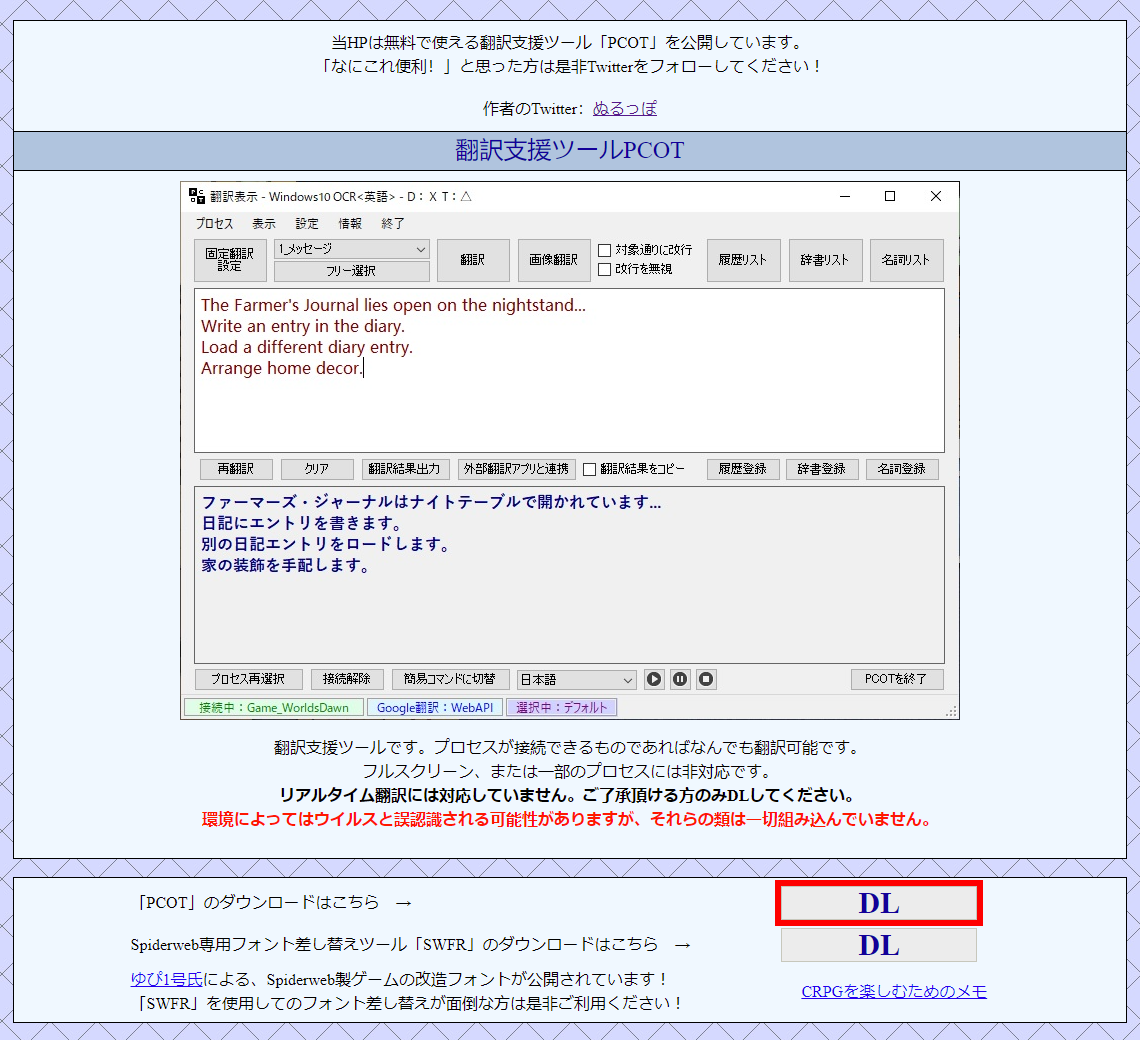 当HPは無料で使える翻訳支援ツール「PCOT」を公開しています。
「なにこれ便利！」と思った方は是非Twitterをフォローしてください！
作者のTwitter：ぬるっぽ
翻訳支援ツールPCOT
翻訳表示 - Windows10 OCR<英語> - D：X T：△
プロセス 表示 設定 情報 終了
固定翻訳設定 1_メッセージ フリー選択 翻訳 画像翻訳 対象通りに改行 改行を無視 履歴リスト 辞書リスト 名詞リスト
The Farmer's Journal lies open on the nightstand...
Write an entry in the diary.
Load a different diary entry.
Arrange home decor.
再翻訳 クリア 翻訳結果出力 外部翻訳アプリと連携 翻訳結果をコピー 履歴登録 辞書登録 名詞登録
ファーマーズ・ジャーナルはナイトテーブルで開かれています...
日記にエントリを書きます。
別の日記エントリをロードします。
家の装飾を手配します。
プロセス再選択 接続解除 簡易コマンドに切替 日本語 PCOTを終了
接続中：Game_WorldsDawn Google翻訳：WebAPI 選択中：デフォルト
翻訳支援ツールです。プロセスが接続できるものであればなんでも翻訳可能です。
フルスクリーン、または一部のプロセスには非対応です。
リアルタイム翻訳には対応していません。ご了承頂ける方のみDLしてください。
環境によってはウイルスと誤認識される可能性がありますが、それらの類は一切組み込んでいません。
「PCOT」のダウンロードはこちら　→ DL
Spiderweb専用フォント差し替えツール「SWFR」のダウンロードはこちら　→ DL
ゆぴ1号氏による、Spiderweb製ゲームの改造フォントが公開されています！
「SWFR」を使用してのフォント差し替えが面倒な方は是非ご利用ください！
CRPGを楽しむためのメモ